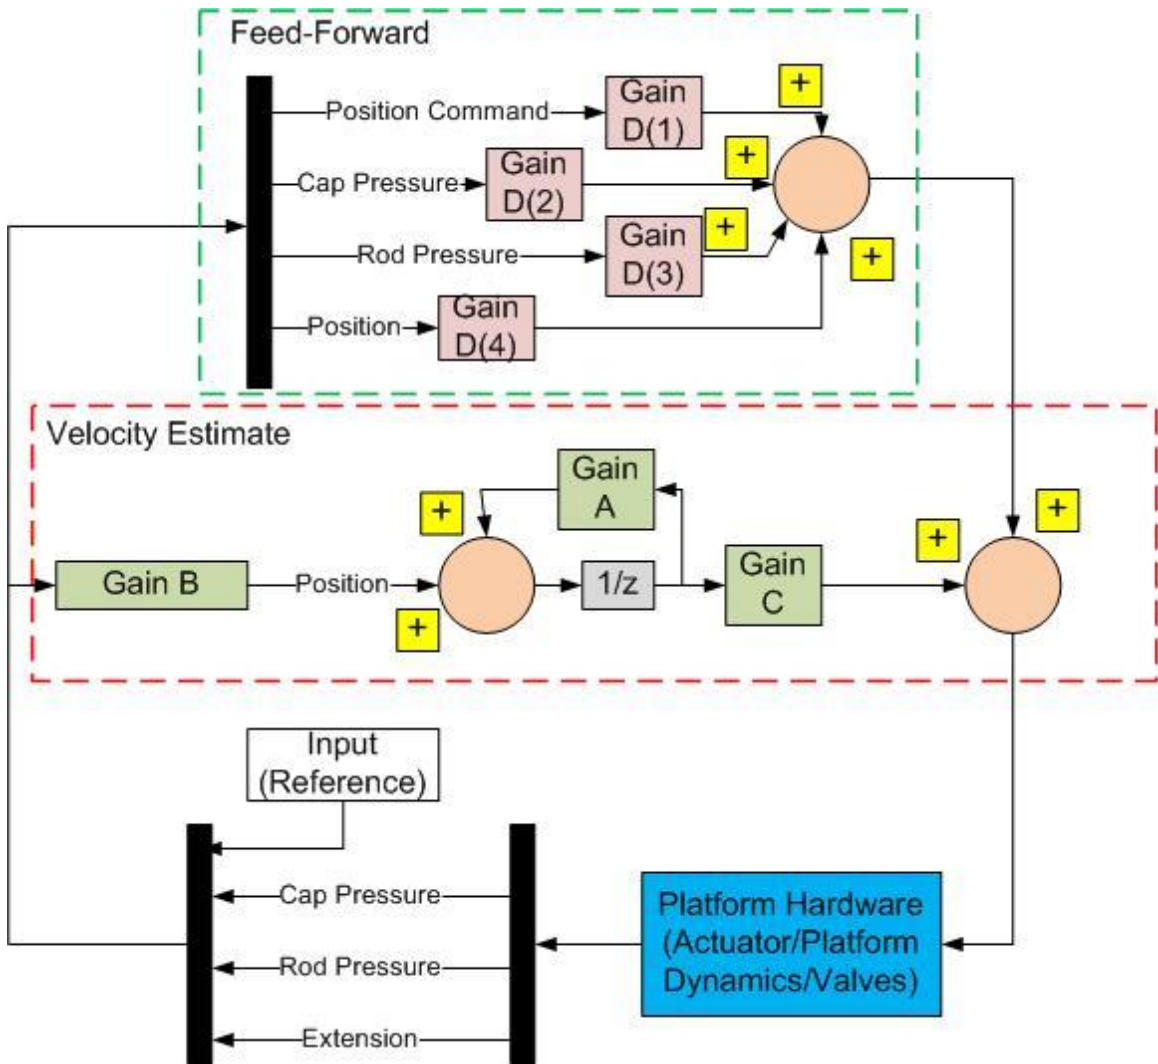 Feed-Forward
Position Command
Gain
D(1)
+
Cap Pressure
Gain
D(2)
+
Rod Pressure
Gain
D(3)
+
+
Position
Gain
D(4)
Velocity Estimate
Gain
A
+
+
+
Gain B
Position
1/z
Gain
C
+
Input
(Reference)
Cap Pressure
Rod Pressure
Extension
Platform Hardware
(Actuator/Platform
Dynamics/Valves)